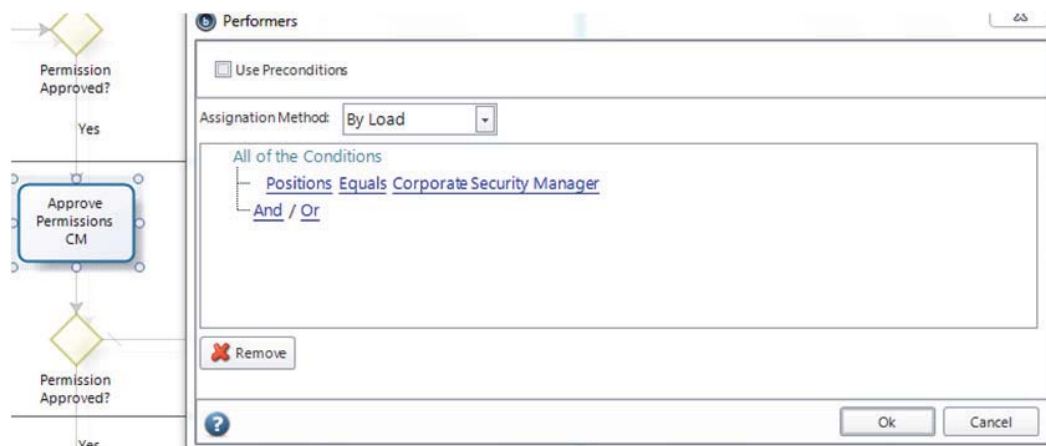 Permission
Approved?
Yes
Approve
Permissions
CM
Permission
Approved?
Yes
Performers
Use Preconditions
Assignation Method: By Load
All of the Conditions
Positions Equals Corporate Security Manager
And / Or
Remove
Ok Cancel